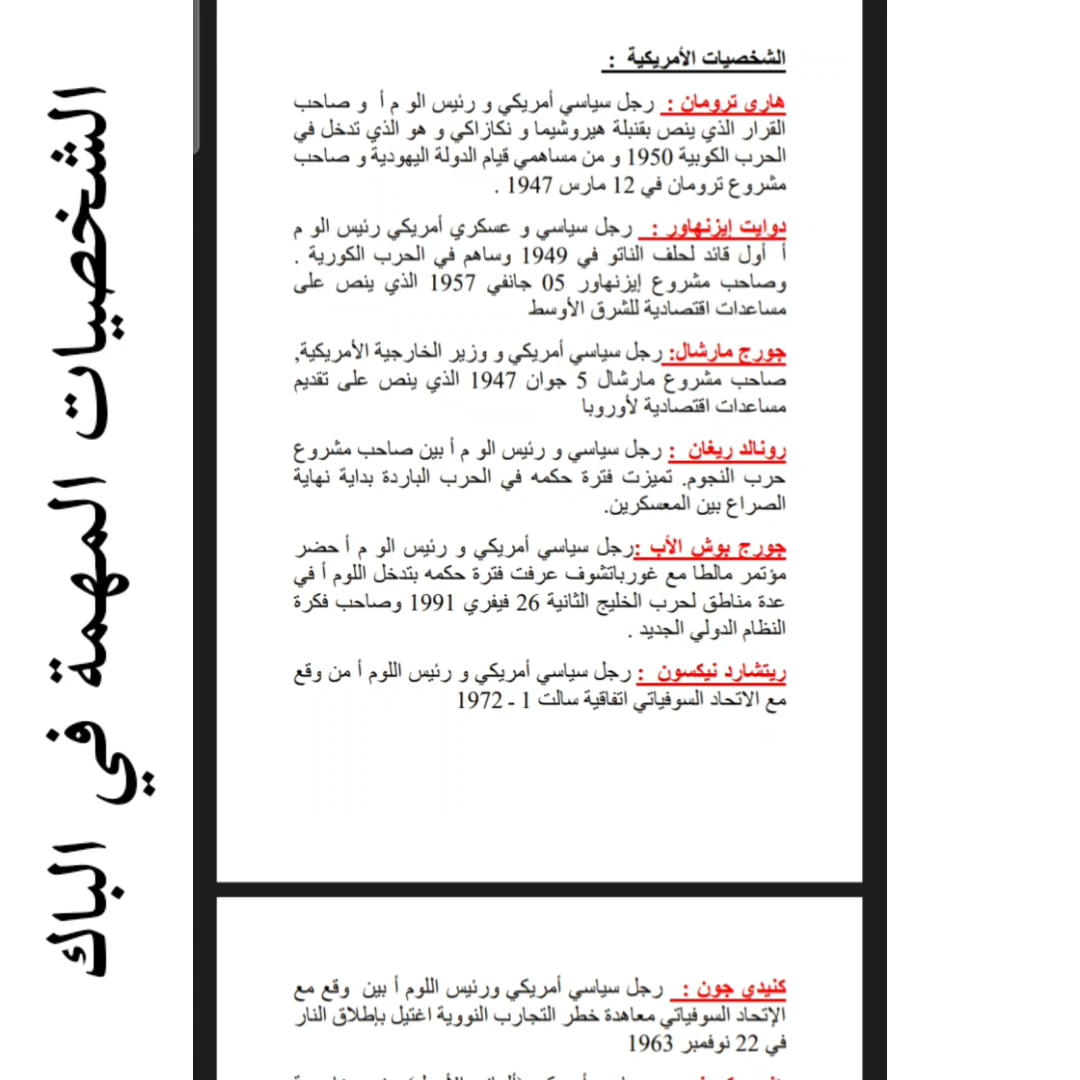 الشخصيات المهمة في الباك
الشخصيات الأمريكية :
هاري ترومان : رجل سياسي أمريكي و رئيس الو م أ و صاحب
القرار الذي ينص بقنبلة هيروشيما و نكازاكي و هو الذي تدخل في
الحرب الكوبية 1950 و من مساهمي قيام الدولة اليهودية و صاحب
مشروع ترومان في 12 مارس 1947 .
دوايت إيزنهاور : رجل سياسي و عسكري أمريكي رئيس الو م
أ أول قائد لحلف الناتو في 1949 وساهم في الحرب الكورية .
وصاحب مشروع إيزنهاور 05 جانفي 1957 الذي ينص على
مساعدات اقتصادية للشرق الأوسط
جورج مارشال: رجل سياسي أمريكي و وزير الخارجية الأمريكية,
صاحب مشروع مارشال 5 جوان 1947 الذي ينص على تقديم
مساعدات اقتصادية لأوروبا
رونالد ريغان : رجل سياسي و رئيس الو م أ بين صاحب مشروع
حرب النجوم. تميزت فترة حكمه في الحرب الباردة بداية نهاية
الصراع بين المعسكرين.
جورج بوش الأب :رجل سياسي أمريكي و رئيس الو م أ حضر
مؤتمر مالطا مع غورباتشوف عرفت فترة حكمه بتدخل اللوم أ في
عدة مناطق لحرب الخليج الثانية 26 فيفري 1991 وصاحب فكرة
النظام الدولي الجديد .
ريتشارد نيكسون : رجل سياسي أمريكي و رئيس اللوم أ من وقع
مع الاتحاد السوفياتي اتفاقية سالت 1 - 1972
كنيدي جون : رجل سياسي أمريكي ورئيس اللوم أ بين وقع مع
الإتحاد السوفياتي معاهدة خطر التجارب النووية اغتيل بإطلاق النار
في 22 نوفمبر 1963